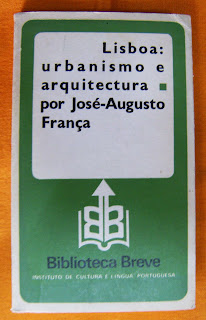 Lisboa:
urbanismo e
arquitectura ■
por José-Augusto
França
Biblioteca Breve
INSTITUTO DE CULTURA E LÍNGUA PORTUGUESA